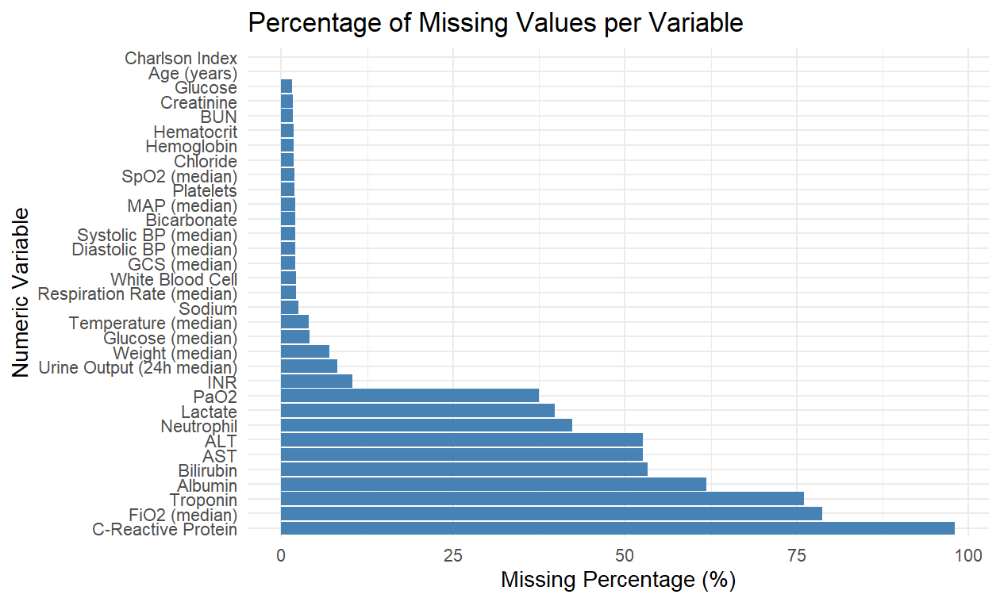 Percentage of Missing Values per Variable
Numeric Variable
Charlson Index
Age (years)
Glucose
Creatinine
BUN
Hematocrit
Hemoglobin
Chloride
SpO2 (median)
Platelets
MAP (median)
Bicarbonate
Systolic BP (median)
Diastolic BP (median)
GCS (median)
White Blood Cell
Respiration Rate (median)
Sodium
Temperature (median)
Glucose (median)
Weight (median)
Urine Output (24h median)
INR
PaO2
Lactate
Neutrophil
ALT
AST
Bilirubin
Albumin
Troponin
FiO2 (median)
C-Reactive Protein
0 25 50 75 100
Missing Percentage (%)